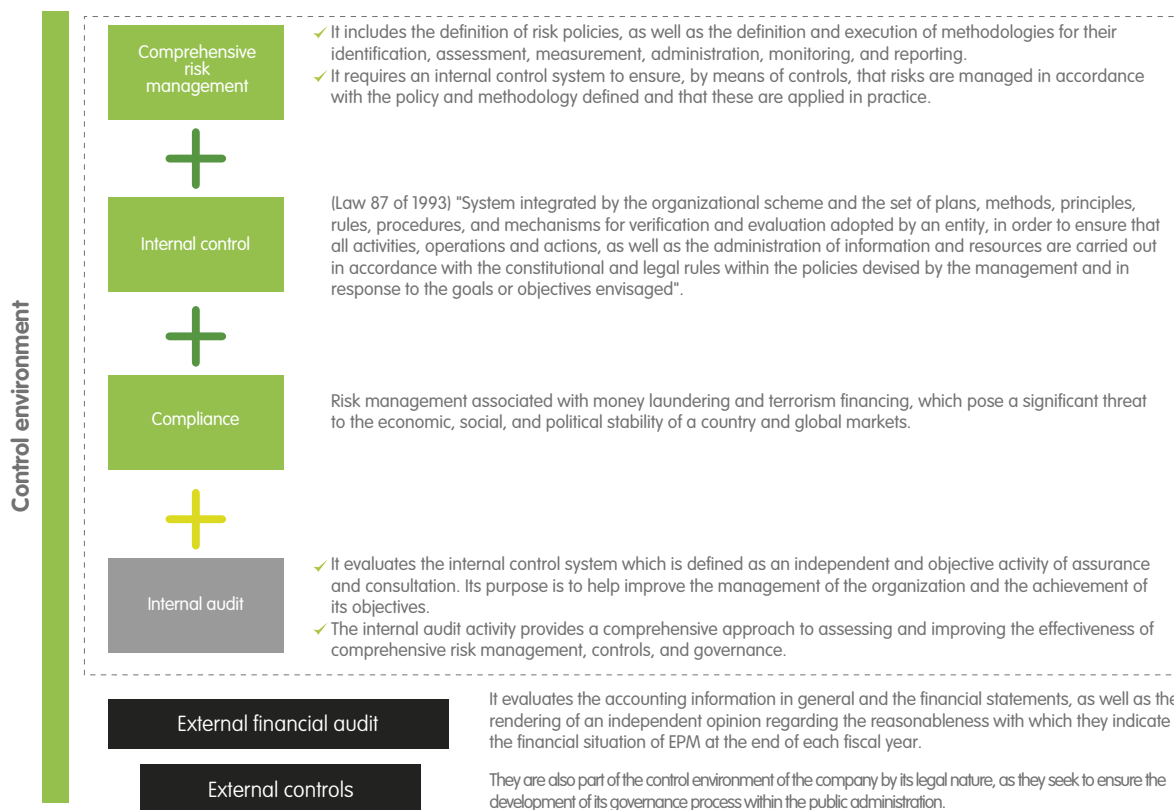 Control environment
Comprehensive
risk
management
✓ It includes the definition of risk policies, as well as the definition and execution of methodologies for their
identification, assessment, measurement, administration, monitoring, and reporting.
✓ It requires an internal control system to ensure, by means of controls, that risks are managed in accordance
with the policy and methodology defined and that these are applied in practice.
Internal control
(Law 87 of 1993) "System integrated by the organizational scheme and the set of plans, methods, principles,
rules, procedures, and mechanisms for verification and evaluation adopted by an entity, in order to ensure that
all activities, operations and actions, as well as the administration of information and resources are carried out
in accordance with the constitutional and legal rules within the policies devised by the management and in
response to the goals or objectives envisaged".
Compliance
Risk management associated with money laundering and terrorism financing, which pose a significant threat
to the economic, social, and political stability of a country and global markets.
Internal audit
✓ It evaluates the internal control system which is defined as an independent and objective activity of assurance
and consultation. Its purpose is to help improve the management of the organization and the achievement of
its objectives.
✓ The internal audit activity provides a comprehensive approach to assessing and improving the effectiveness of
comprehensive risk management, controls, and governance.
External financial audit
It evaluates the accounting information in general and the financial statements, as well as the
rendering of an independent opinion regarding the reasonableness with which they indicate
the financial situation of EPM at the end of each fiscal year.
External controls
They are also part of the control environment of the company by its legal nature, as they seek to ensure the
development of its governance process within the public administration.